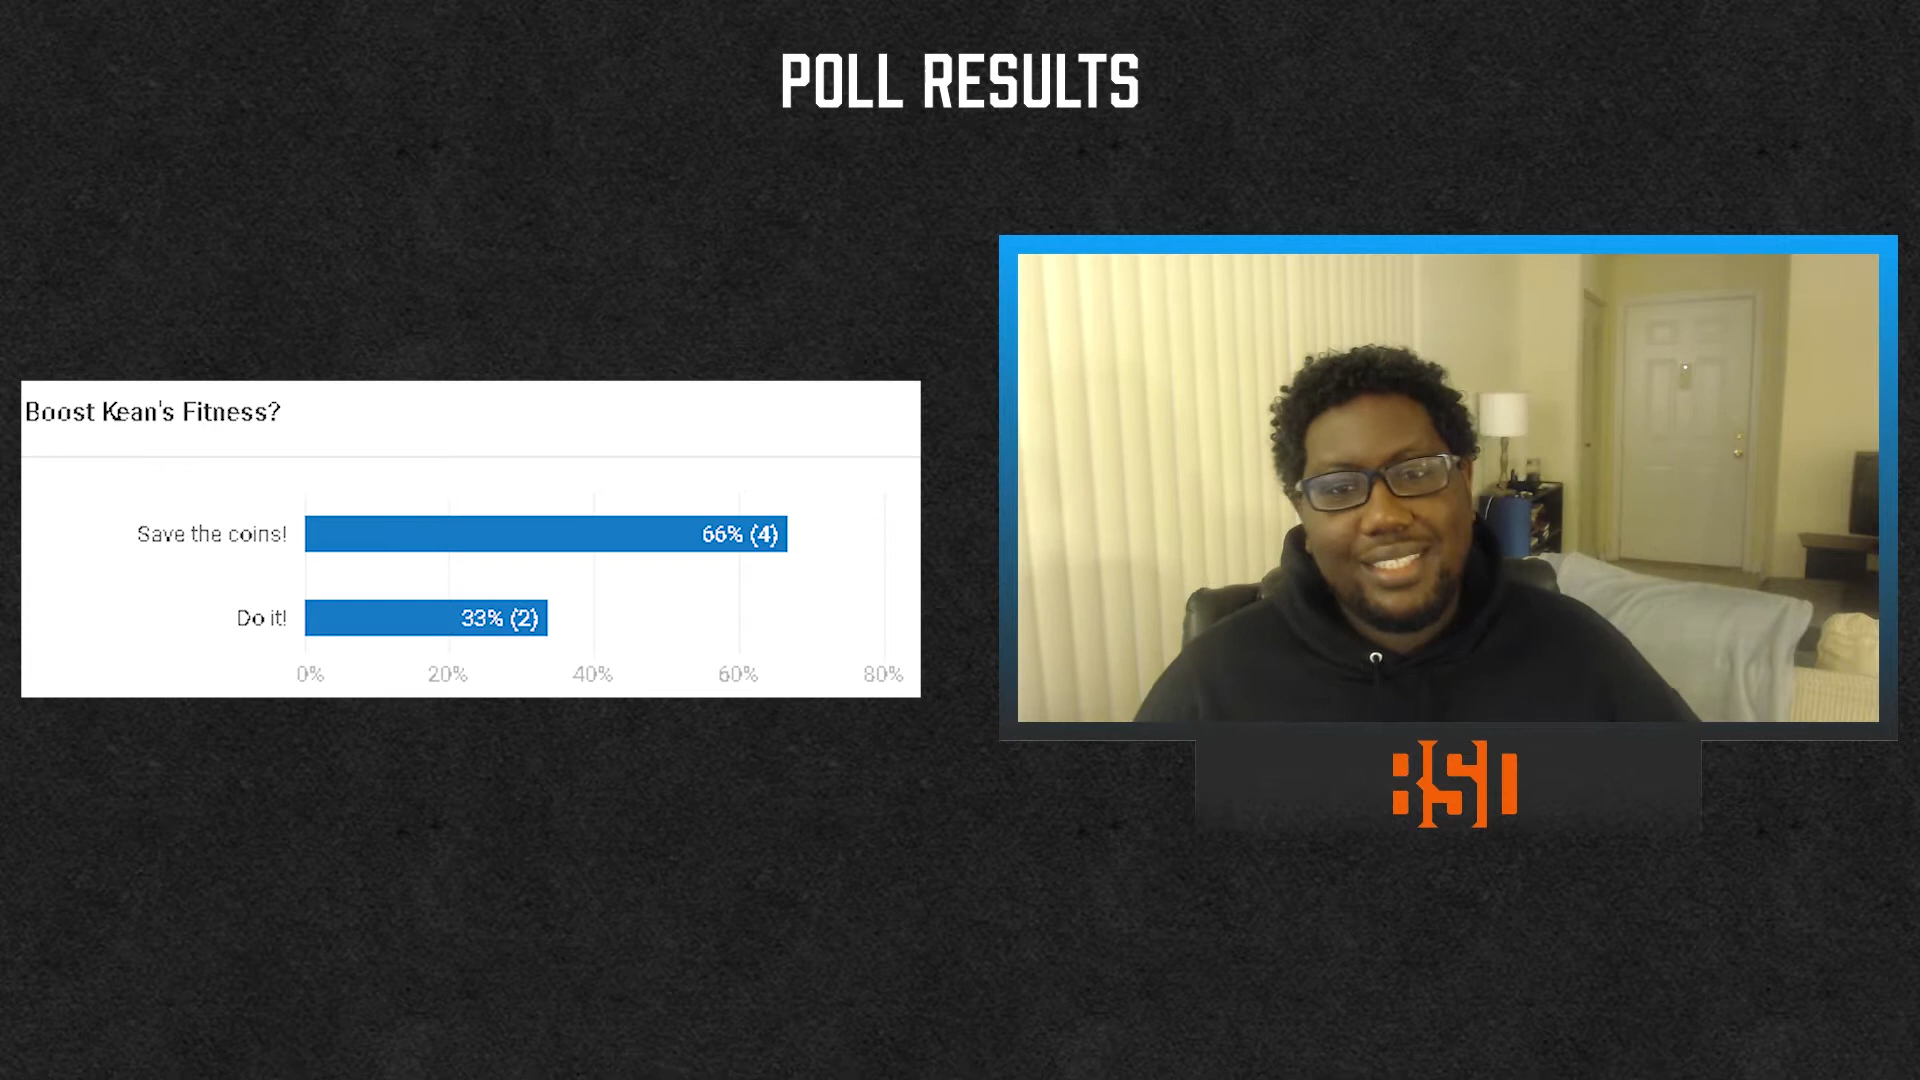 POLL RESULTS
Boost Kean's Fitness?
Save the coins!
66% (4)
Do it!
33% (2)
0%
20%
40%
60%
80%
BSD